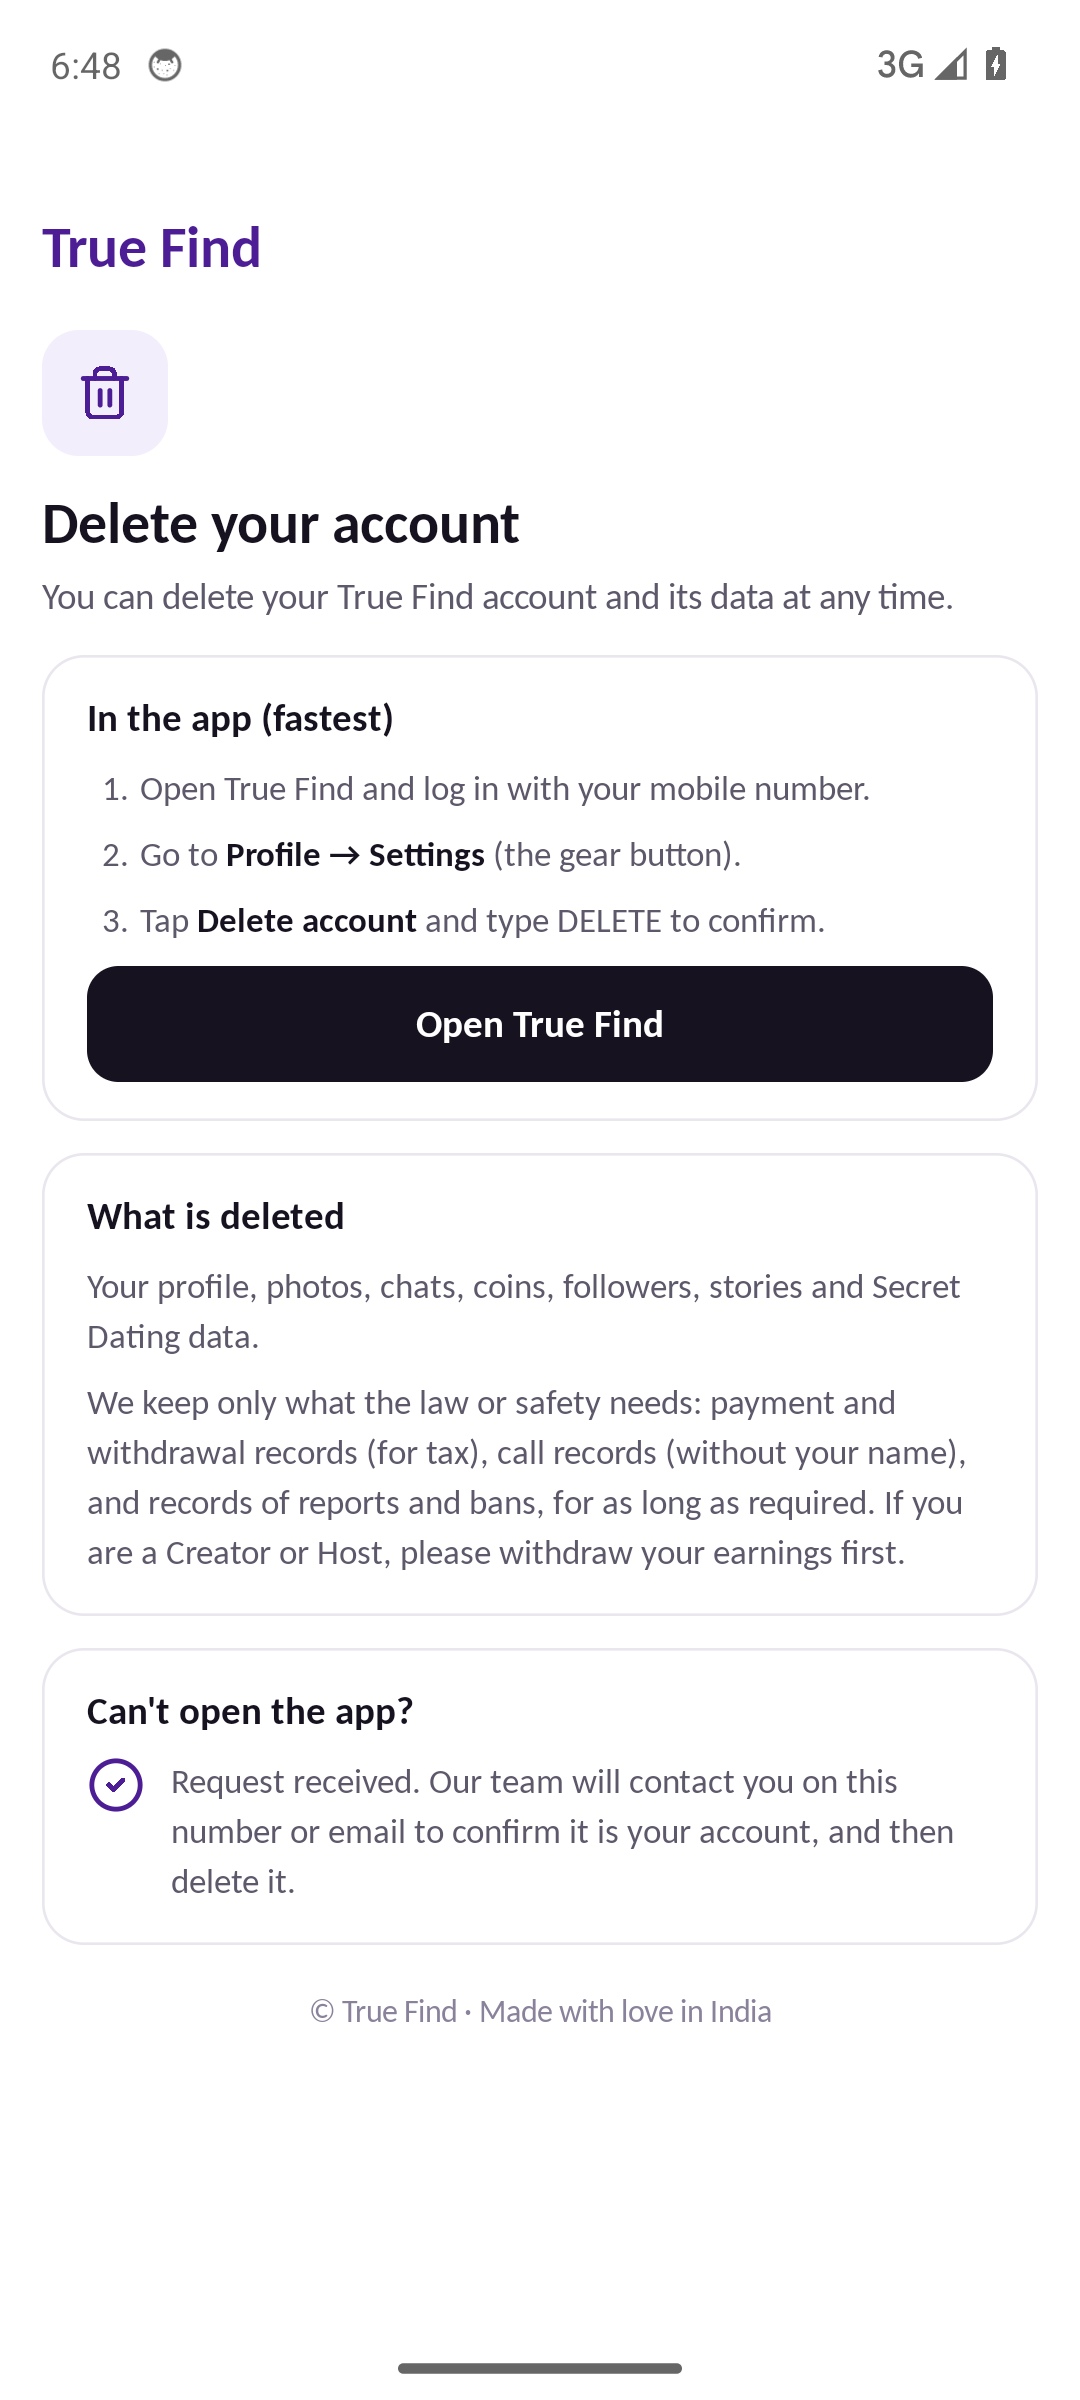 6:48
3G
True Find
Delete your account
You can delete your True Find account and its data at any time.
In the app (fastest)
1. Open True Find and log in with your mobile number.
2. Go to Profile → Settings (the gear button).
3. Tap Delete account and type DELETE to confirm.
Open True Find
What is deleted
Your profile, photos, chats, coins, followers, stories and Secret
Dating data.
We keep only what the law or safety needs: payment and
withdrawal records (for tax), call records (without your name),
and records of reports and bans, for as long as required. If you
are a Creator or Host, please withdraw your earnings first.
Can't open the app?
Request received. Our team will contact you on this
number or email to confirm it is your account, and then
delete it.
© True Find · Made with love in India